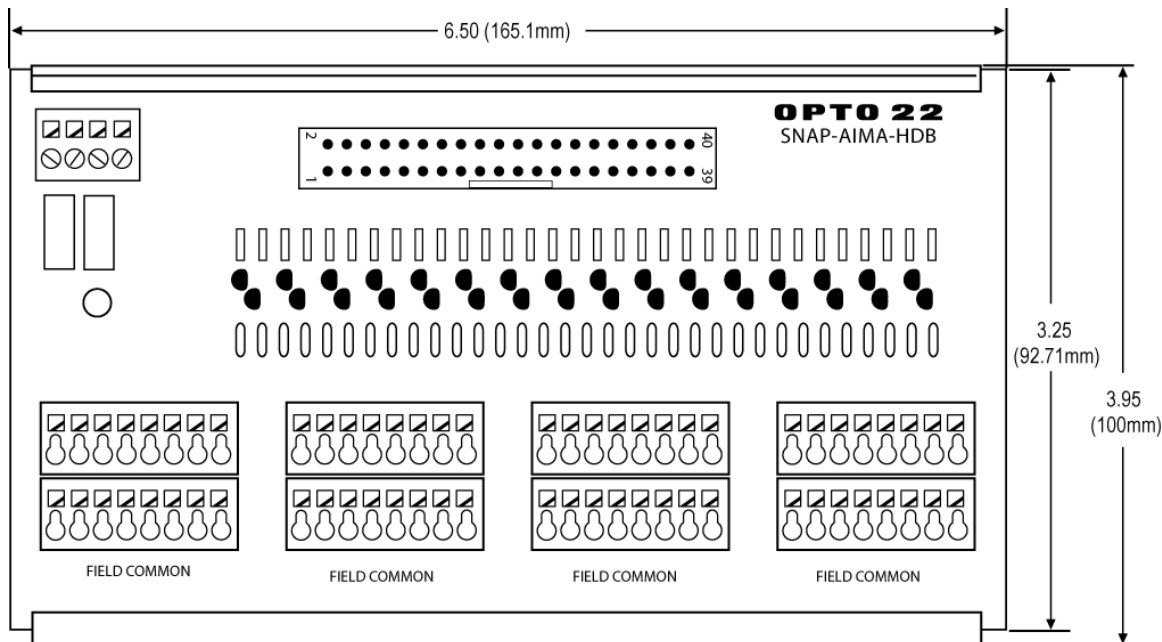 6.50 (165.1mm)
OPTO 22
SNAP-AIMA-HDB
2
40
1
39
3.25
(92.71mm)
3.95
(100mm)
FIELD COMMON
FIELD COMMON
FIELD COMMON
FIELD COMMON